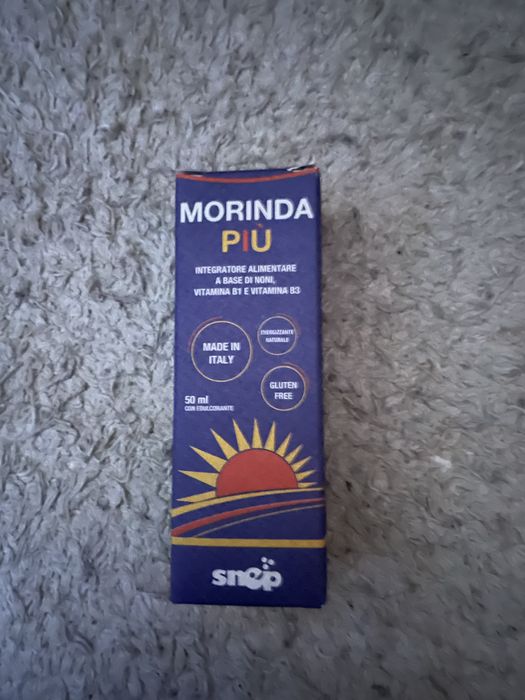 MORINDA
PIÙ
INTEGRATORE ALIMENTARE
A BASE DI NONI,
VITAMINA B1 E VITAMINA B3
MADE IN
ITALY
ENERGIZZANTE
NATURALE
GLUTEN
FREE
50 ml
CON EDULCORANTE
snep